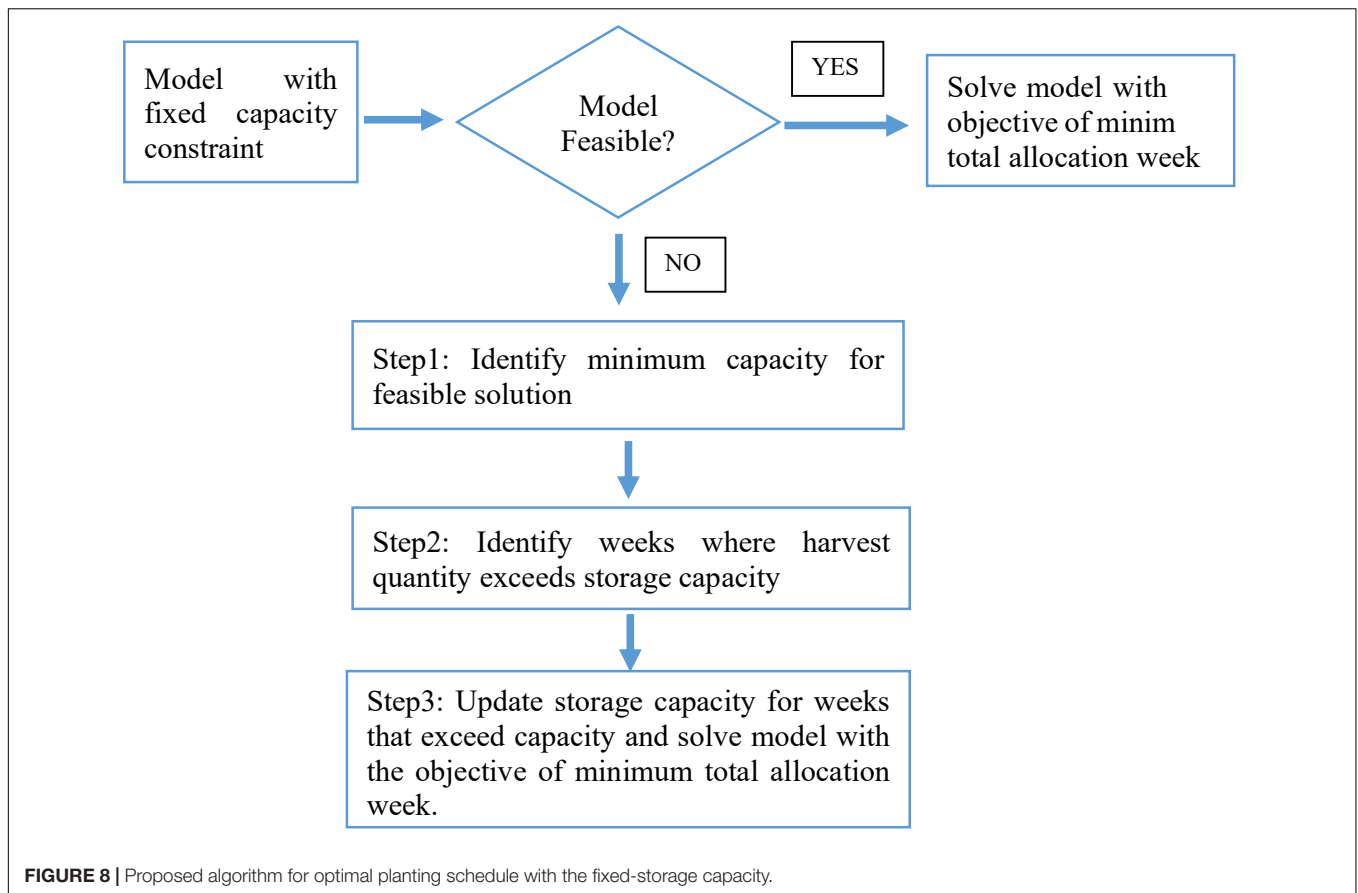 Model with
fixed capacity
constraint
Model
Feasible?
YES
Solve model with
objective of minim
total allocation week
NO
Step1: Identify minimum capacity for
feasible solution
Step2: Identify weeks where harvest
quantity exceeds storage capacity
Step3: Update storage capacity for weeks
that exceed capacity and solve model with
the objective of minimum total allocation
week.
FIGURE 8 | Proposed algorithm for optimal planting schedule with the fixed-storage capacity.